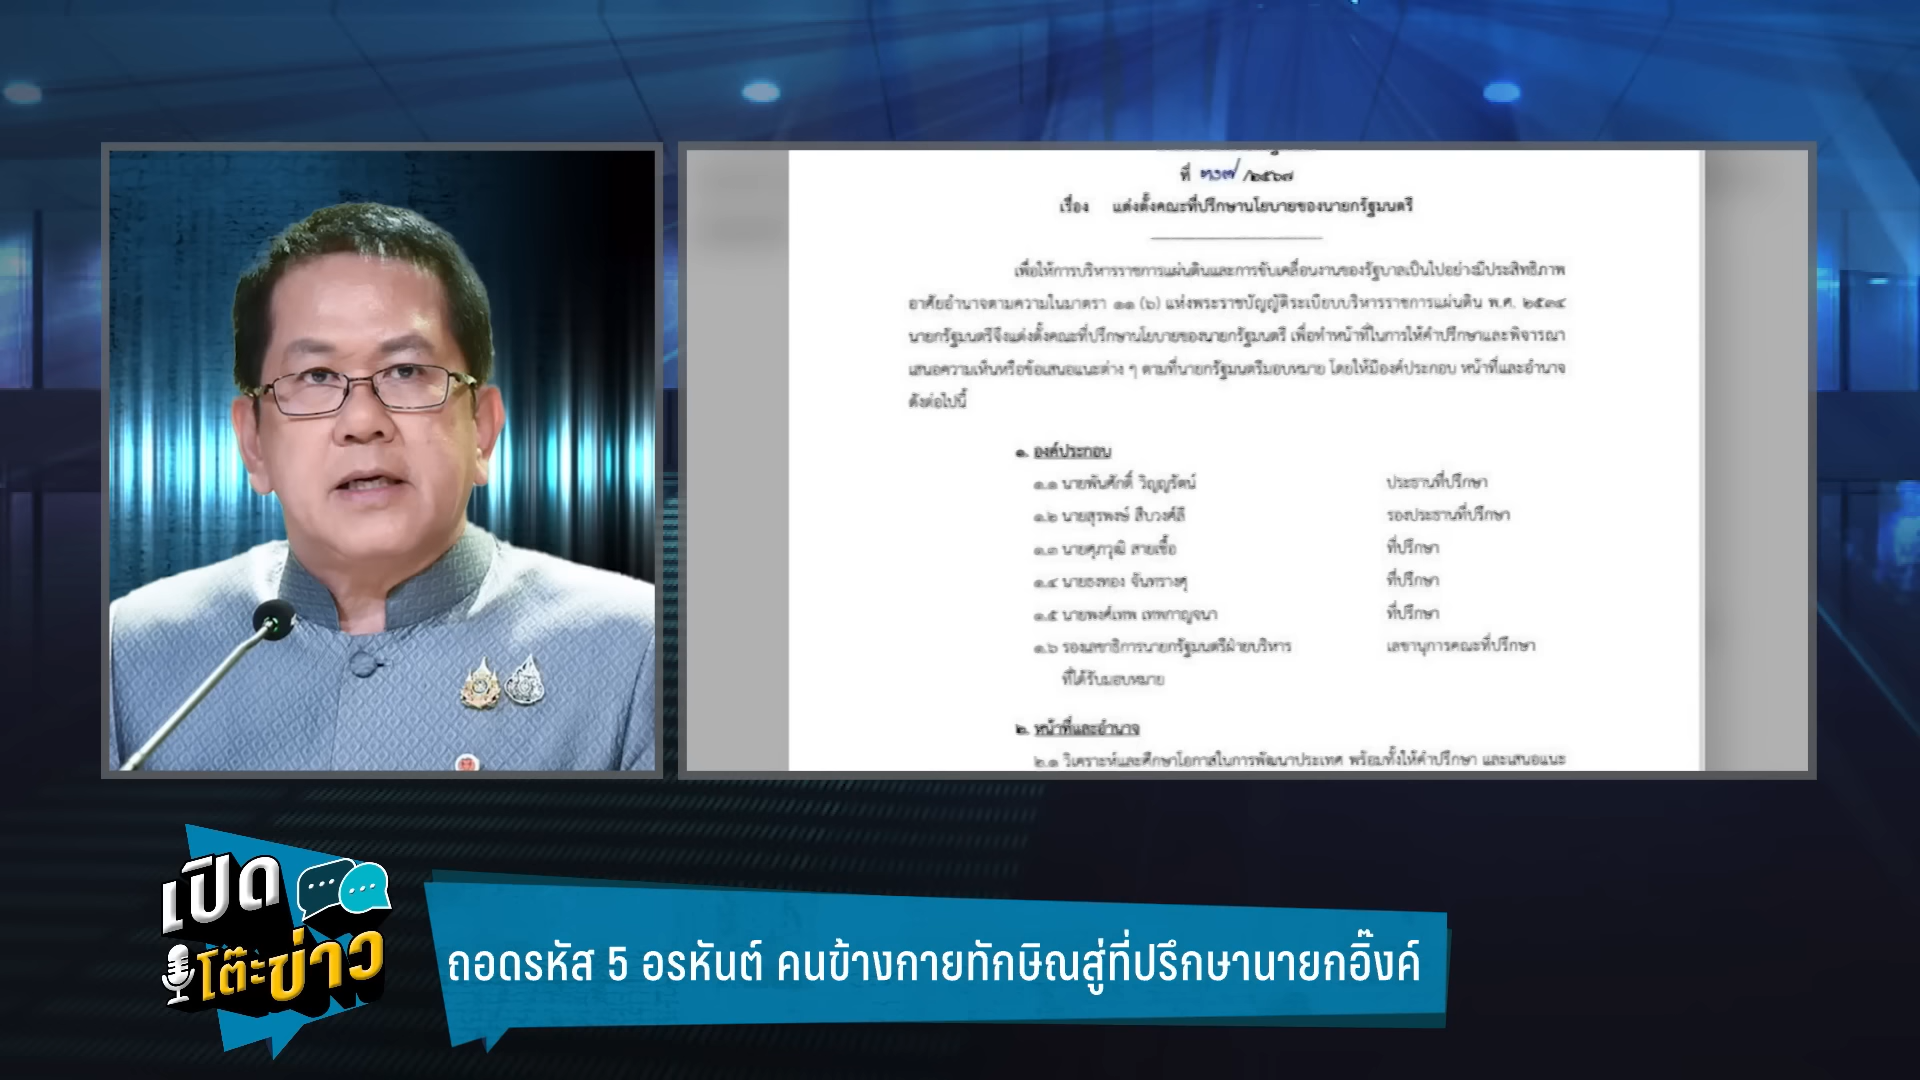 ที่ ๓๐๗ /๒๕๖๗
เรื่อง แต่งตั้งคณะที่ปรึกษานโยบายของนายกรัฐมนตรี
เพื่อให้การบริหารราชการแผ่นดินและการขับเคลื่อนงานของรัฐบาลเป็นไปอย่างมีประสิทธิภาพ
อาศัยอำนาจตามความในมาตรา ๑๑ (๖) แห่งพระราชบัญญัติระเบียบบริหารราชการแผ่นดิน พ.ศ. ๒๕๓๔
นายกรัฐมนตรีจึงแต่งตั้งคณะที่ปรึกษานโยบายของนายกรัฐมนตรี เพื่อทำหน้าที่ในการให้คำปรึกษาและพิจารณา
เสนอความเห็นหรือข้อเสนอแนะต่าง ๆ ตามที่นายกรัฐมนตรีมอบหมาย โดยให้มีองค์ประกอบ หน้าที่และอำนาจ
ดังต่อไปนี้
๑. องค์ประกอบ
๑.๑ นายพันศักดิ์ วิญญรัตน์ ประธานที่ปรึกษา
๑.๒ นายสุรพงษ์ สืบวงศ์ลี รองประธานที่ปรึกษา
๑.๓ นายศุภวุฒิ สายเชื้อ ที่ปรึกษา
๑.๔ นายธงทอง จันทรางศุ ที่ปรึกษา
๑.๕ นายพงศ์เทพ เทพกาญจนา ที่ปรึกษา
๑.๖ รองเลขาธิการนายกรัฐมนตรีฝ่ายบริหาร เลขานุการคณะที่ปรึกษา
ที่ได้รับมอบหมาย
๒. หน้าที่และอำนาจ
๒.๑ วิเคราะห์และศึกษาโอกาสในการพัฒนาประเทศ พร้อมทั้งให้คำปรึกษา และเสนอแนะ
เปิด
โต๊ะข่าว
ถอดรหัส 5 อรหันต์ คนข้างกายทักษิณสู่ที่ปรึกษานายกอิ๊งค์